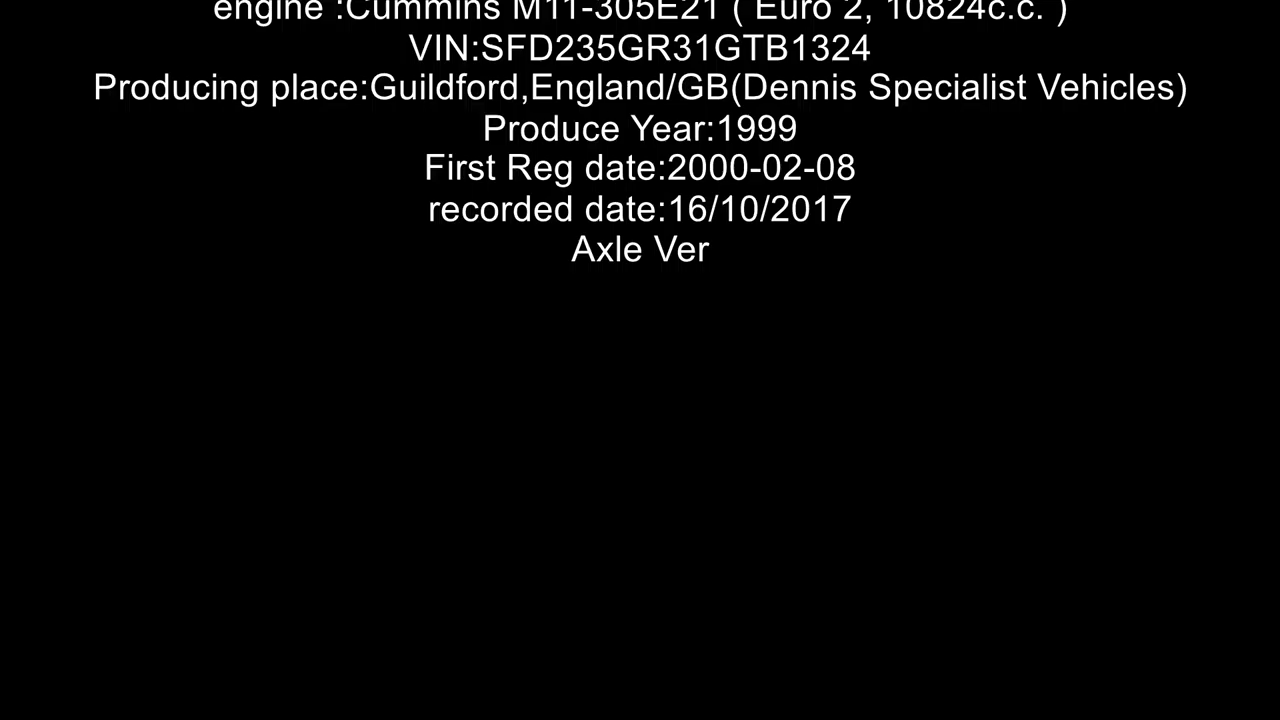 engine :Cummins M11-305E21 ( Euro 2, 10824c.c. )
VIN:SFD235GR31GTB1324
Producing place:Guildford,England/GB(Dennis Specialist Vehicles)
Produce Year:1999
First Reg date:2000-02-08
recorded date:16/10/2017
Axle Ver